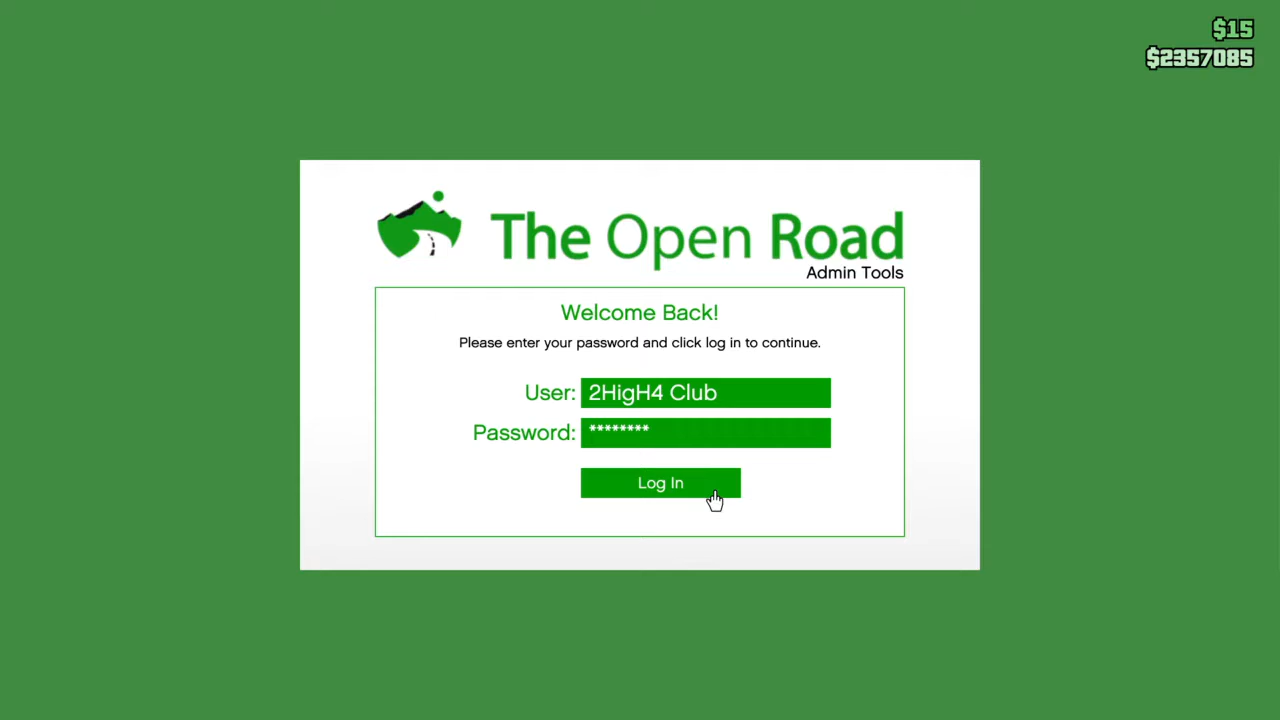 $15
$2357085
The Open Road
Admin Tools
Welcome Back!
Please enter your password and click log in to continue.
User: 2HigH4 Club
Password: ********
Log In